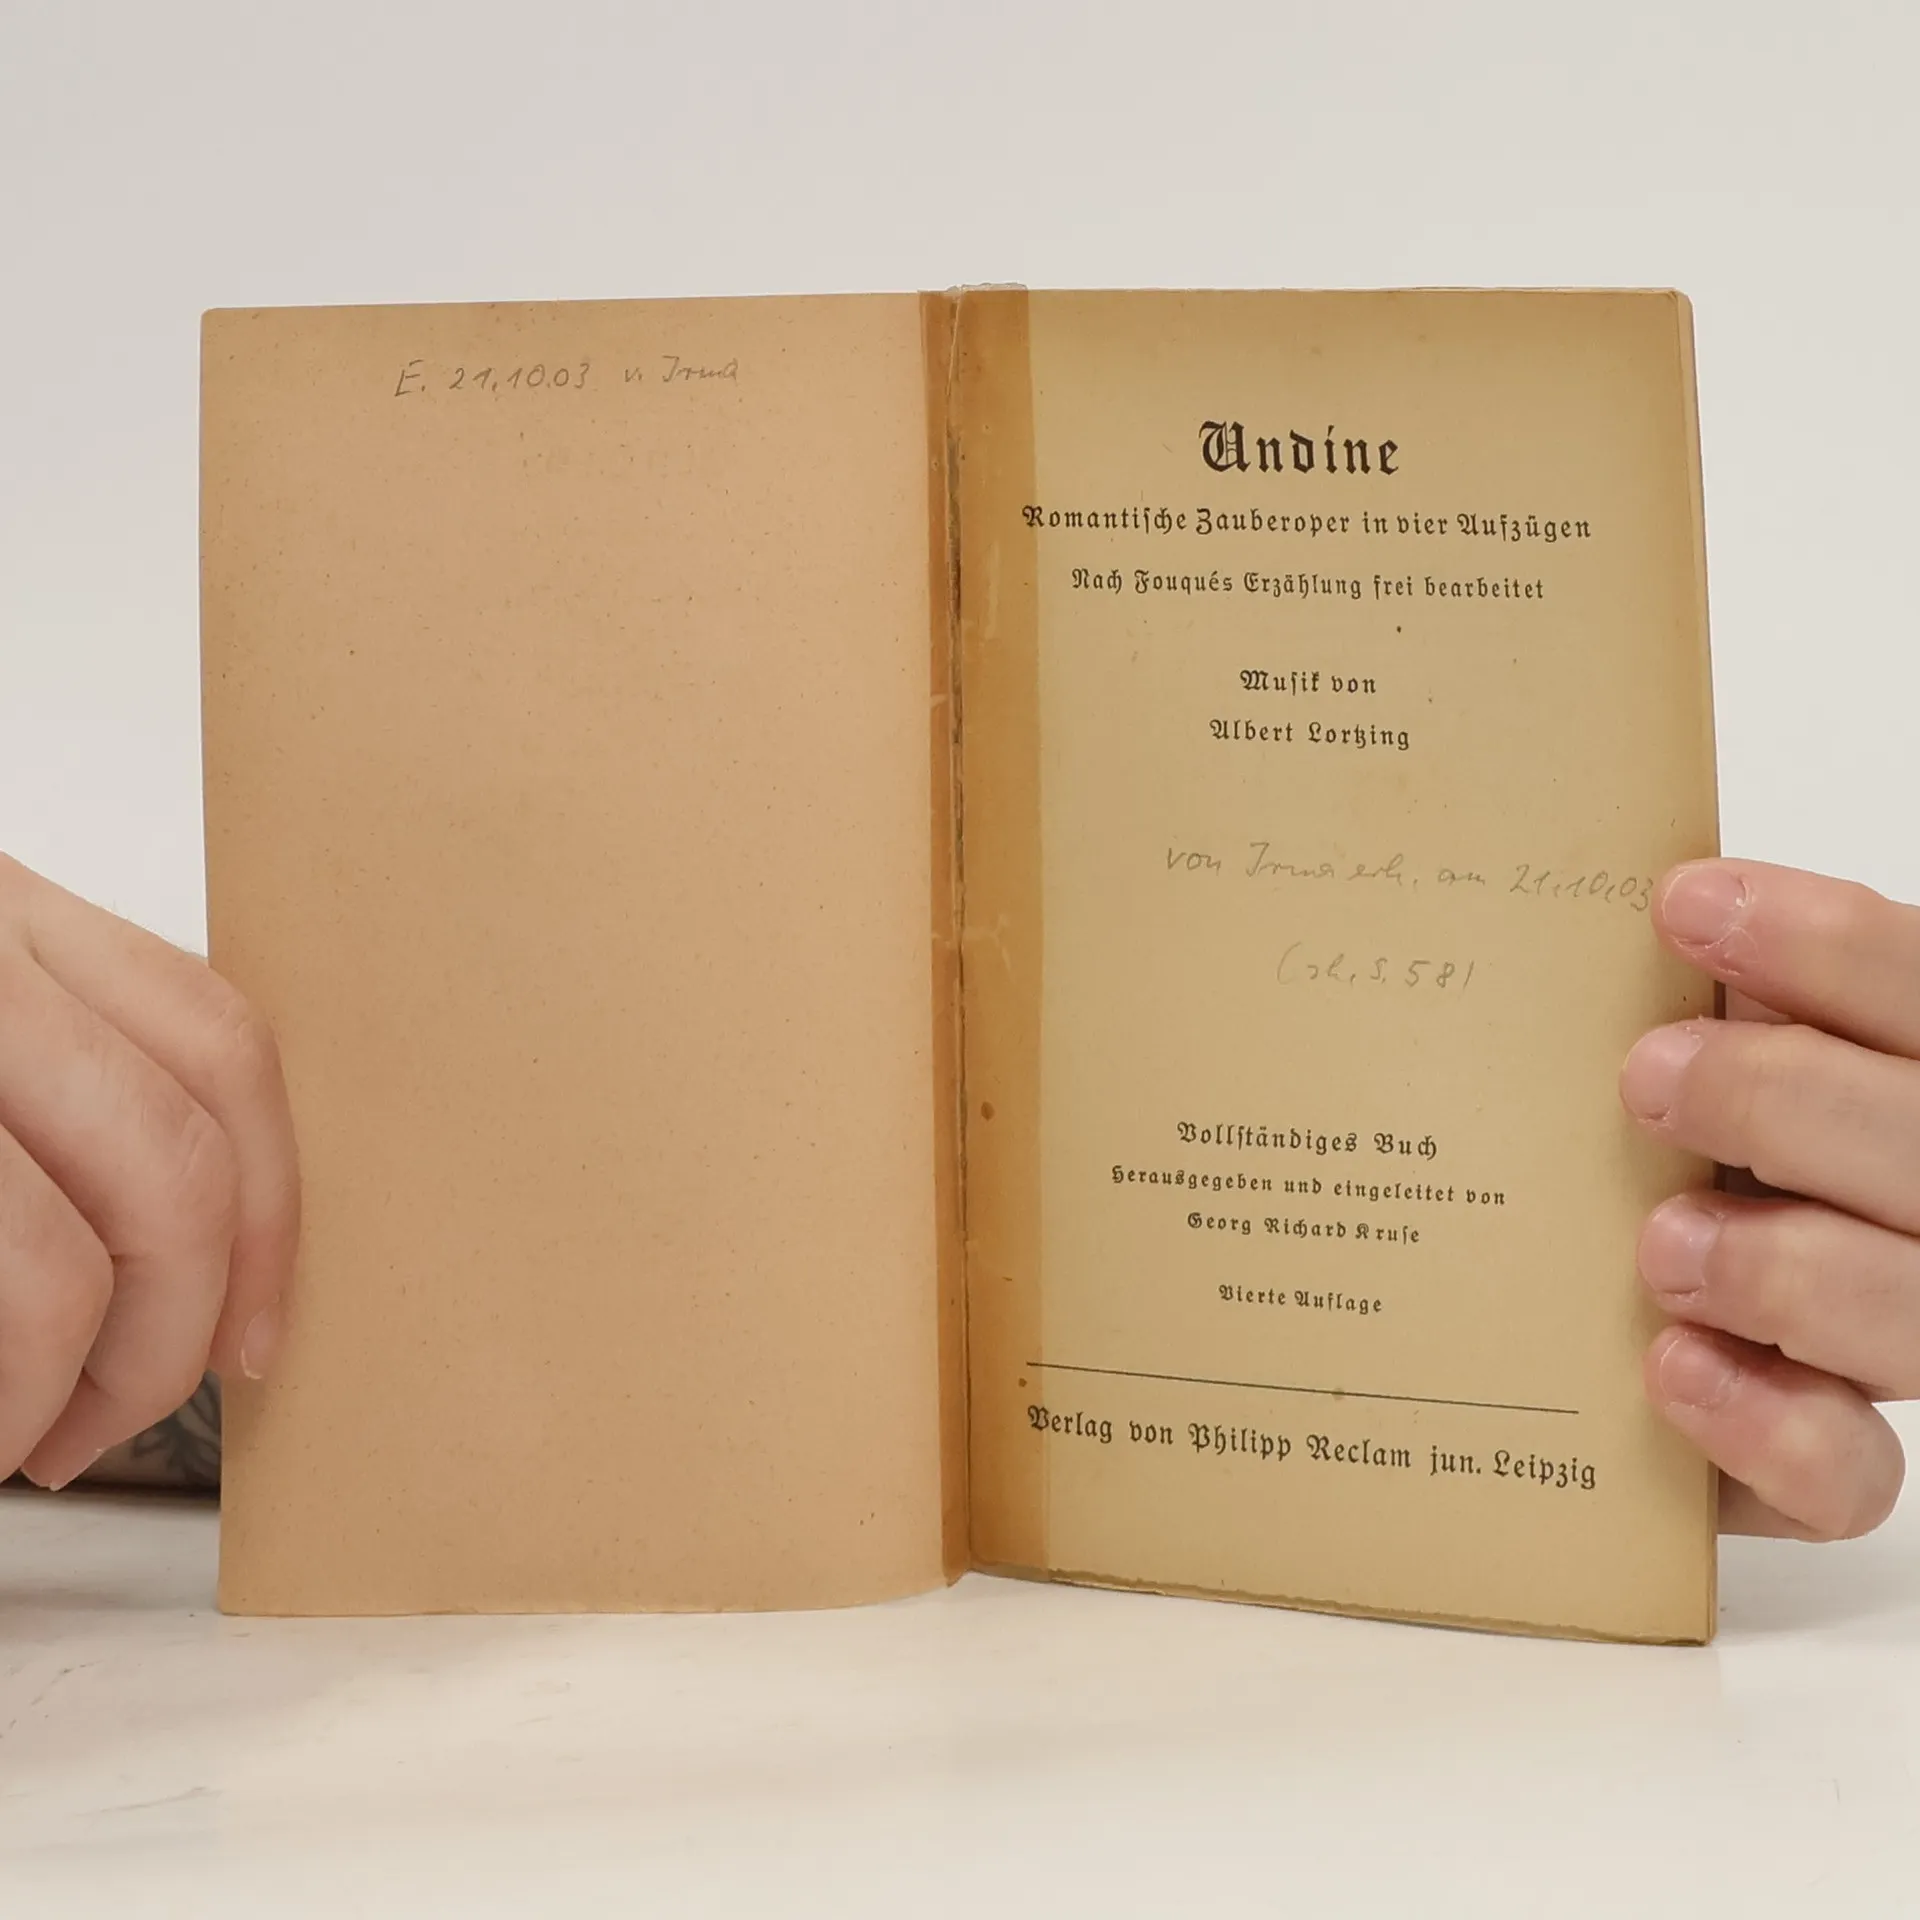 E. 21.10.03 v. Irma
Undine
Romantische Zauberoper in vier Aufzügen
Nach Fouqués Erzählung frei bearbeitet
Musik von
Albert Lortzing
von Irma erh. am 21.10.03
(sh. S. 58)
Vollständiges Buch
Herausgegeben und eingeleitet von
Georg Richard Kruse
Vierte Auflage
Verlag von Philipp Reclam jun. Leipzig